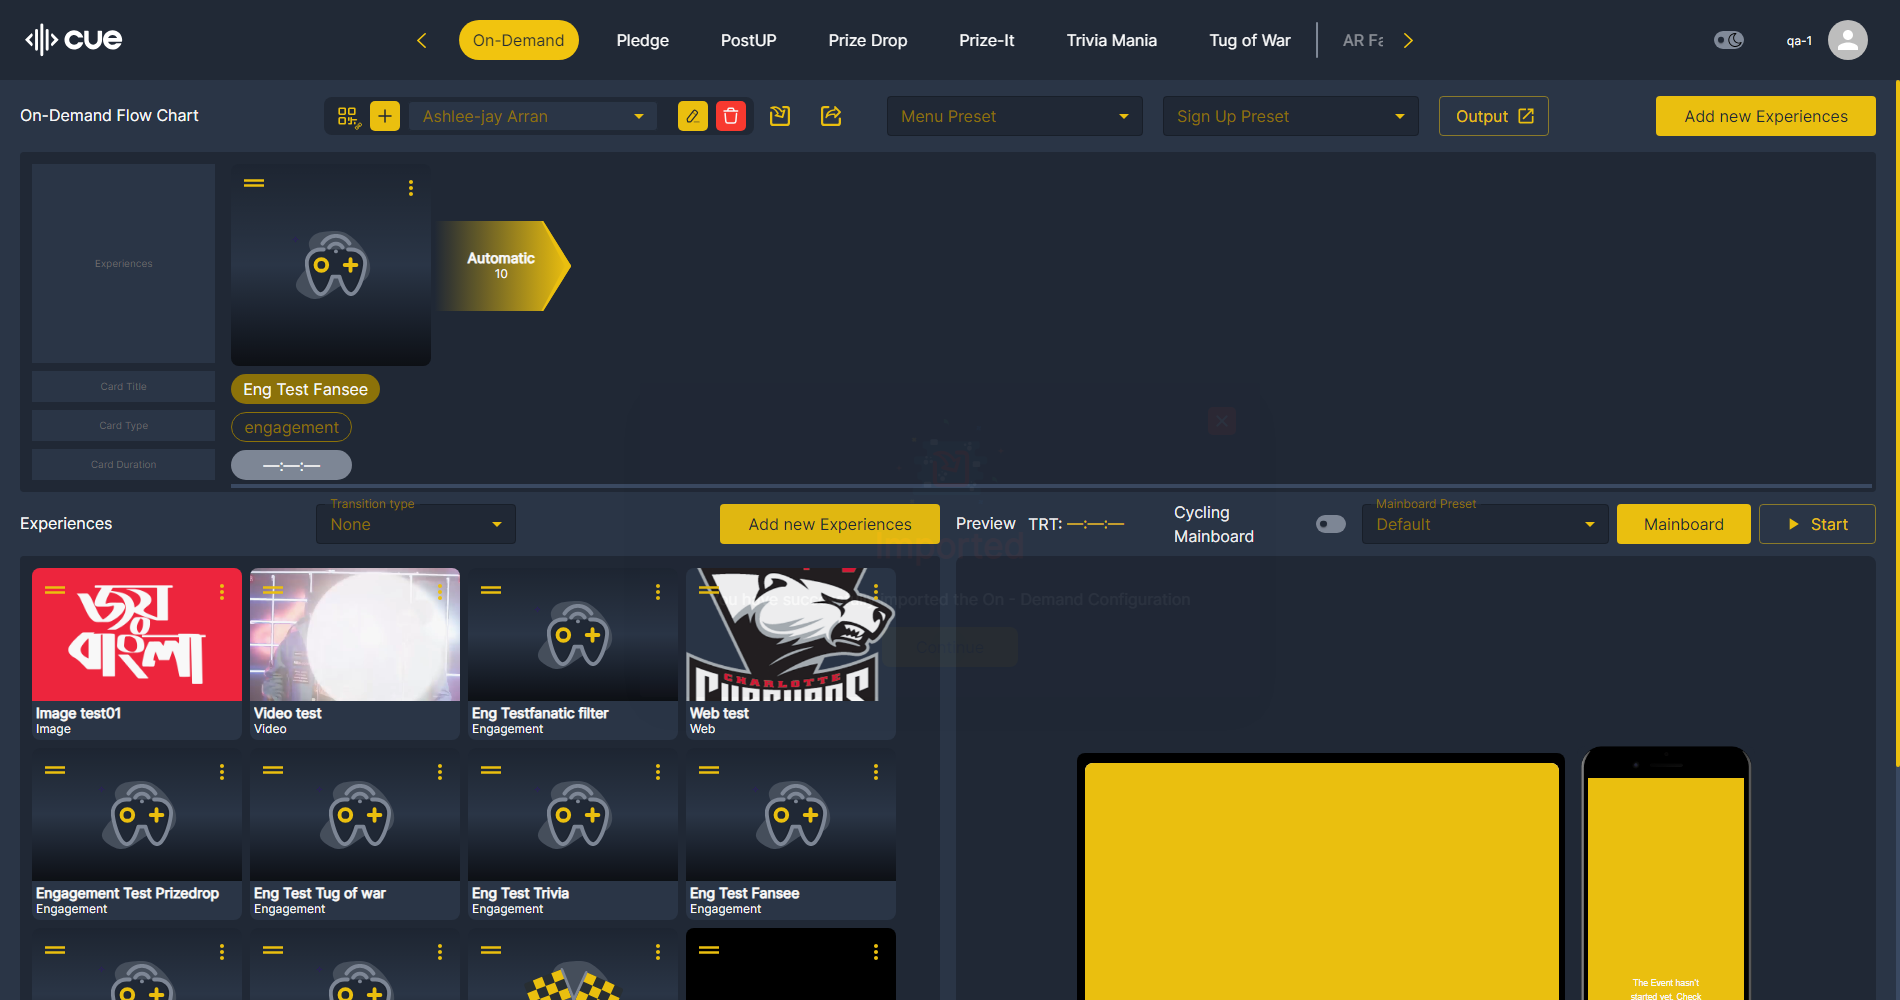 cue
On-Demand
Pledge
PostUP
Prize Drop
Prize-It
Trivia Mania
Tug of War
AR Fa
qa-1
On-Demand Flow Chart
Ashlee-jay Arran
Menu Preset
Sign Up Preset
Output
Add new Experiences
Experiences
Automatic
10
Card Title
Eng Test Fansee
Card Type
engagement
Card Duration
—:—:—
Experiences
Transition type
None
Add new Experiences
Preview
TRT: —:—:—
Cycling
Mainboard
Mainboard Preset
Default
Mainboard
Start
Imported
imported the On - Demand Configuration
Continue
জয়
বাংলা
CHARLOTTE
Image test01
Image
Video test
Video
Eng Testfanatic filter
Engagement
Web test
Web
Engagement Test Prizedrop
Engagement
Eng Test Tug of war
Engagement
Eng Test Trivia
Engagement
Eng Test Fansee
Engagement
The Event hasn't
started yet. Check